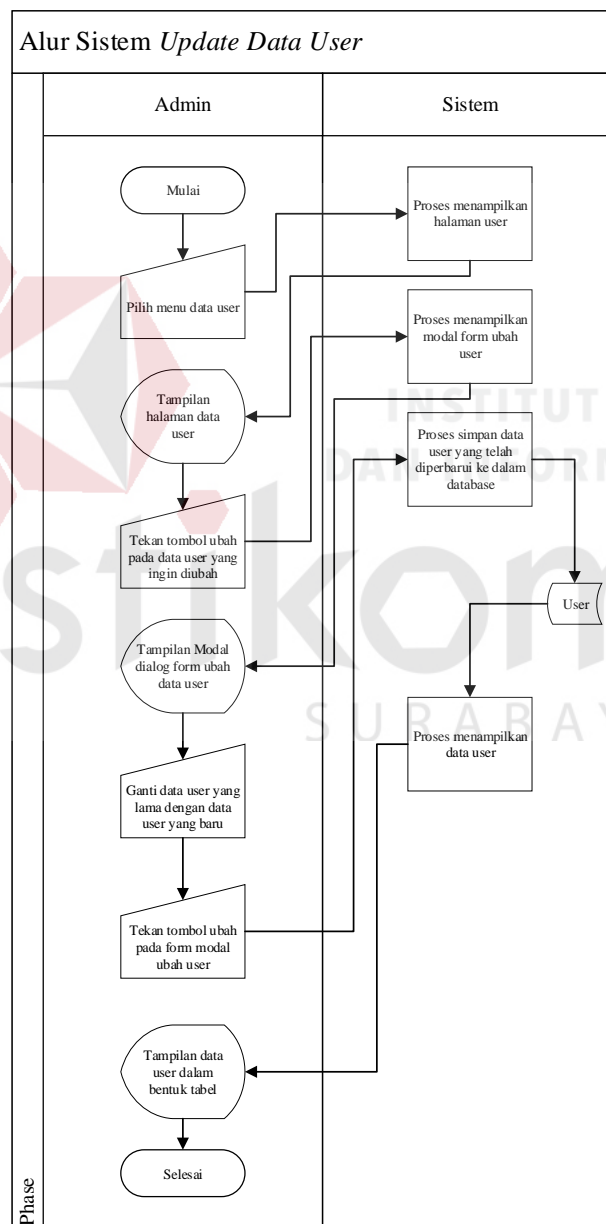 Alur Sistem Update Data User
Admin
Sistem
Mulai
Proses menampilkan
halaman user
Pilih menu data user
Proses menampilkan
modal form ubah
user
Tampilan
halaman data
user
Proses simpan data
user yang telah
diperbarui ke dalam
database
Tekan tombol ubah
pada data user yang
ingin diubah
User
Tampilan Modal
dialog form ubah
data user
Proses menampilkan
data user
Ganti data user yang
lama dengan data
user yang baru
Tekan tombol ubah
pada form modal
ubah user
Tampilan data
user dalam
bentuk tabel
Selesai
Phase
INSTITUT
DAN INFORM
stikom
SURABAY